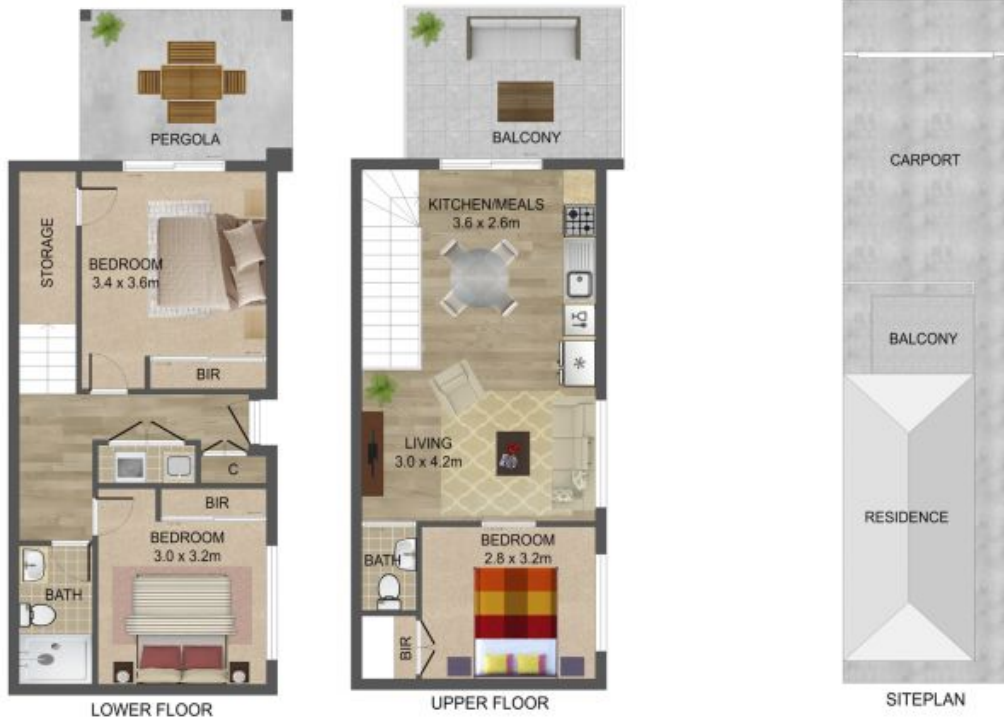 PERGOLA
STORAGE
BEDROOM
3.4 x 3.6m
BIR
C
BIR
BEDROOM
3.0 x 3.2m
BATH
LOWER FLOOR
BALCONY
KITCHEN/MEALS
3.6 x 2.6m
LIVING
3.0 x 4.2m
BATH
BEDROOM
2.8 x 3.2m
BIR
UPPER FLOOR
CARPORT
BALCONY
RESIDENCE
SITEPLAN